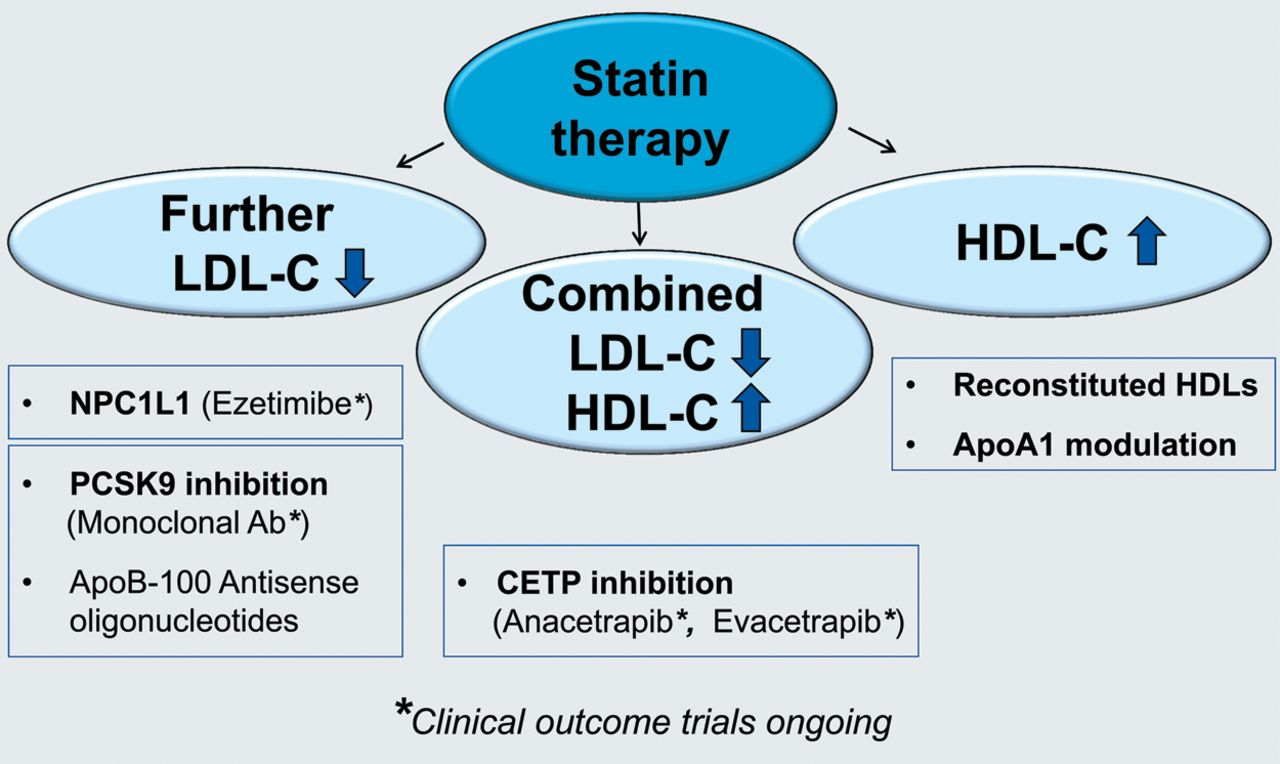 Statin
therapy
Further
LDL-C
Combined
LDL-C
HDL-C
HDL-C
• NPC1L1 (Ezetimibe*)
• PCSK9 inhibition
(Monoclonal Ab*)
• ApoB-100 Antisense
oligonucleotides
• CETP inhibition
(Anacetrapib*, Evacetrapib*)
• Reconstituted HDLs
• ApoA1 modulation
*Clinical outcome trials ongoing